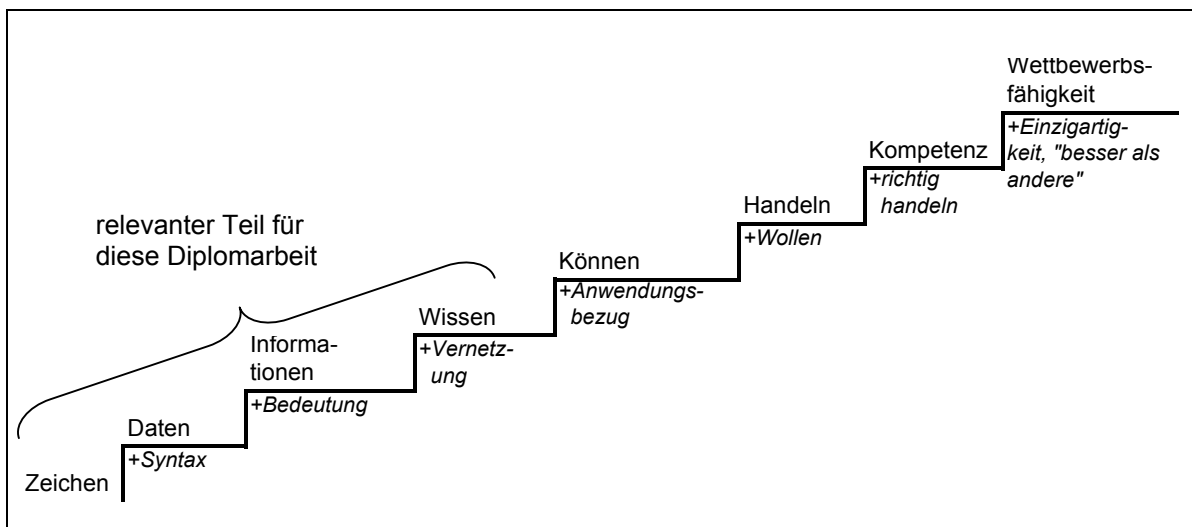 Wettbewerbs-
fähigkeit
+Einzigartig-
keit, "besser als
andere"
Kompetenz
+richtig
handeln
Handeln
+Wollen
relevanter Teil für
diese Diplomarbeit
Können
+Anwendungs-
bezug
Wissen
+Vernetz-
ung
Informa-
tionen
+Bedeutung
Daten
+Syntax
Zeichen